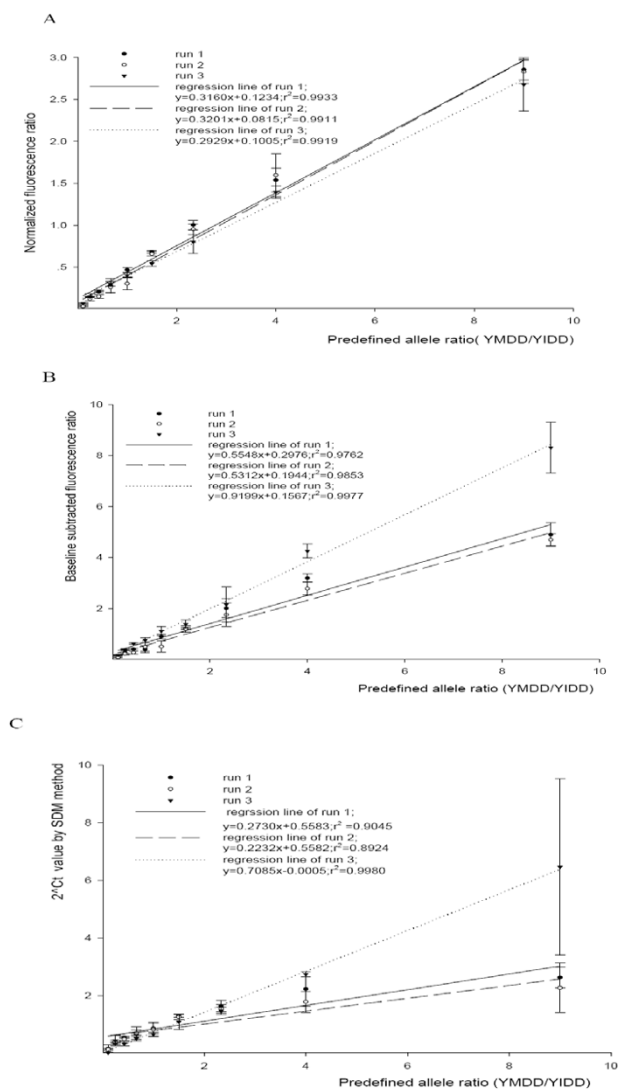 A
Normalized fluorescence ratio
3.0
2.5
2.0
1.5
1.0
.5
run 1
run 2
run 3
regression line of run 1;
y=0.3160x+0.1234;r²=0.9933
regression line of run 2;
y=0.3201x+0.0815;r²=0.9911
regression line of run 3;
y=0.2929x+0.1005;r²=0.9919
2 4 6 8 10
Predefined allele ratio( YMDD/YIDD)
B
Baseline subtracted fluorescence ratio
10
8
6
4
2
run 1
run 2
run 3
regression line of run 1;
y=0.5548x+0.2976;r²=0.9762
regression line of run 2;
y=0.5312x+0.1944;r²=0.9853
regression line of run 3;
y=0.9199x+0.1567;r²=0.9977
2 4 6 8 10
Predefined allele ratio (YMDD/YIDD)
C
2^Ct value by SDM method
10
8
6
4
2
run 1
run 2
run 3
regrssion line of run 1;
y=0.2730x+0.5583;r² =0.9045
regression line of run 2;
y=0.2232x+0.5582;r²=0.8924
regression line of run 3;
y=0.7085x-0.0005;r²=0.9980
2 4 6 8 10
Predefined allele ratio (YMDD/YIDD)